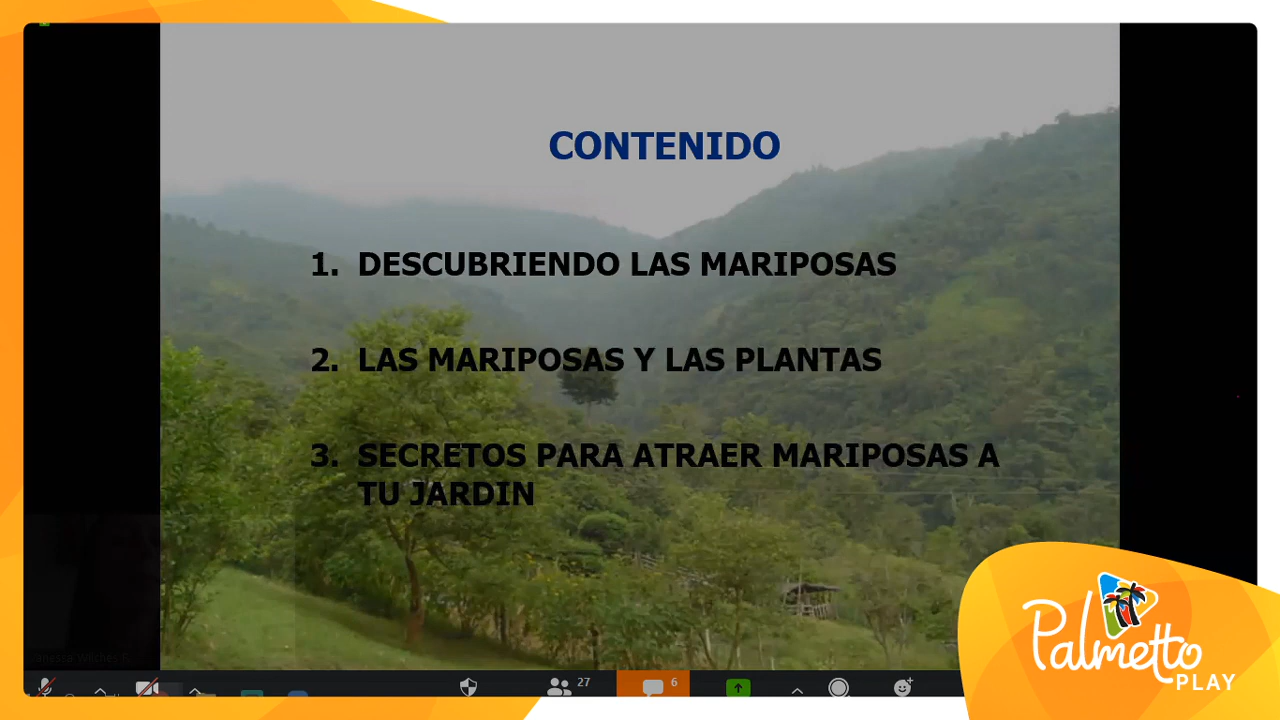 CONTENIDO
1. DESCUBRIENDO LAS MARIPOSAS
2. LAS MARIPOSAS Y LAS PLANTAS
3. SECRETOS PARA ATRAER MARIPOSAS A
TU JARDIN
27
6
Palmetto
PLAY